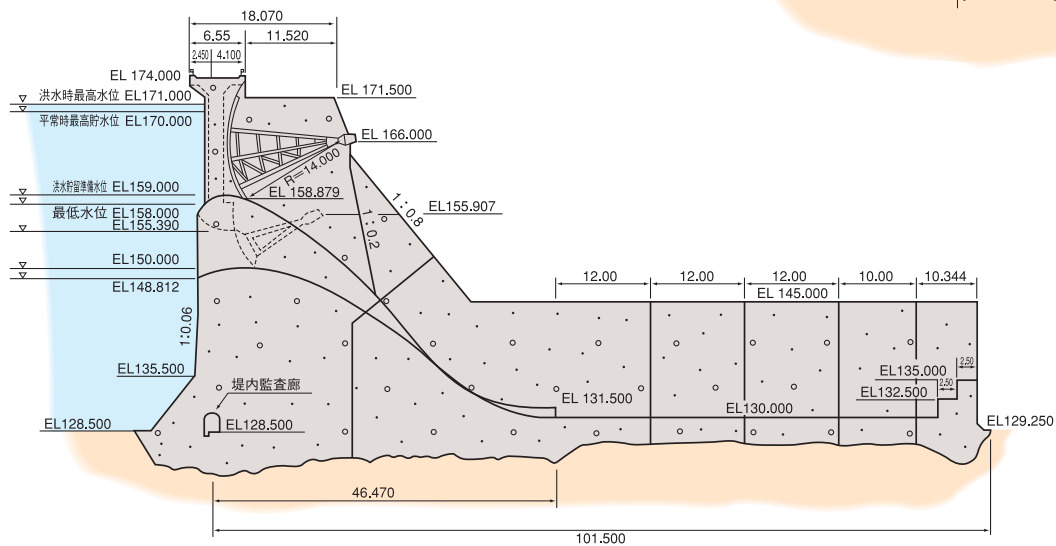 18.070
6.55 11.520
2.450 4.100
EL 174.000
洪水時最高水位 EL171.000
EL 171.500
平常時最高貯水位 EL170.000
EL 166.000
R=14.000
洪水貯留準備水位 EL159.000
EL 158.879
1:0.8
最低水位 EL158.000
EL155.907
EL155.390
1:0.2
EL150.000
EL148.812
12.00 12.00 12.00 10.00 10.344
EL 145.000
1:0.06
EL135.500
EL135.000
2.50
2.50
EL132.500
堤内監査廊
EL 131.500
EL130.000
EL128.500
EL128.500
EL129.250
46.470
101.500